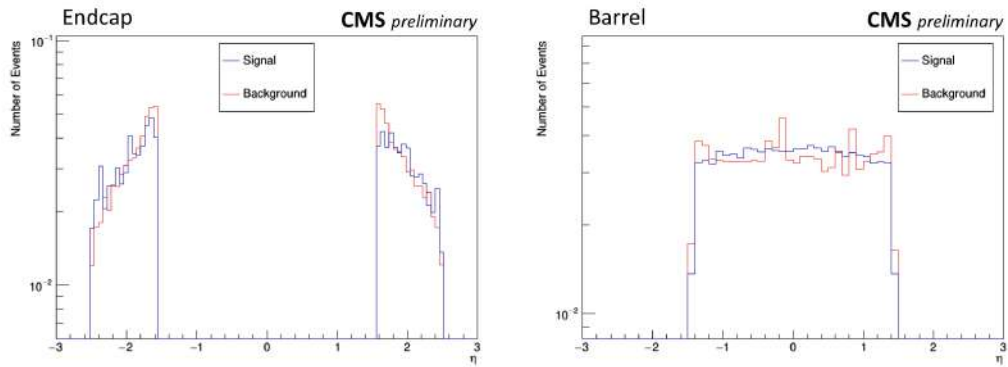 Endcap
CMS preliminary
Number of Events
10⁻¹
10⁻²
Signal
Background
−3 −2 −1 0 1 2 3
η
Barrel
CMS preliminary
Number of Events
10⁻²
Signal
Background
−3 −2 −1 0 1 2 3
η